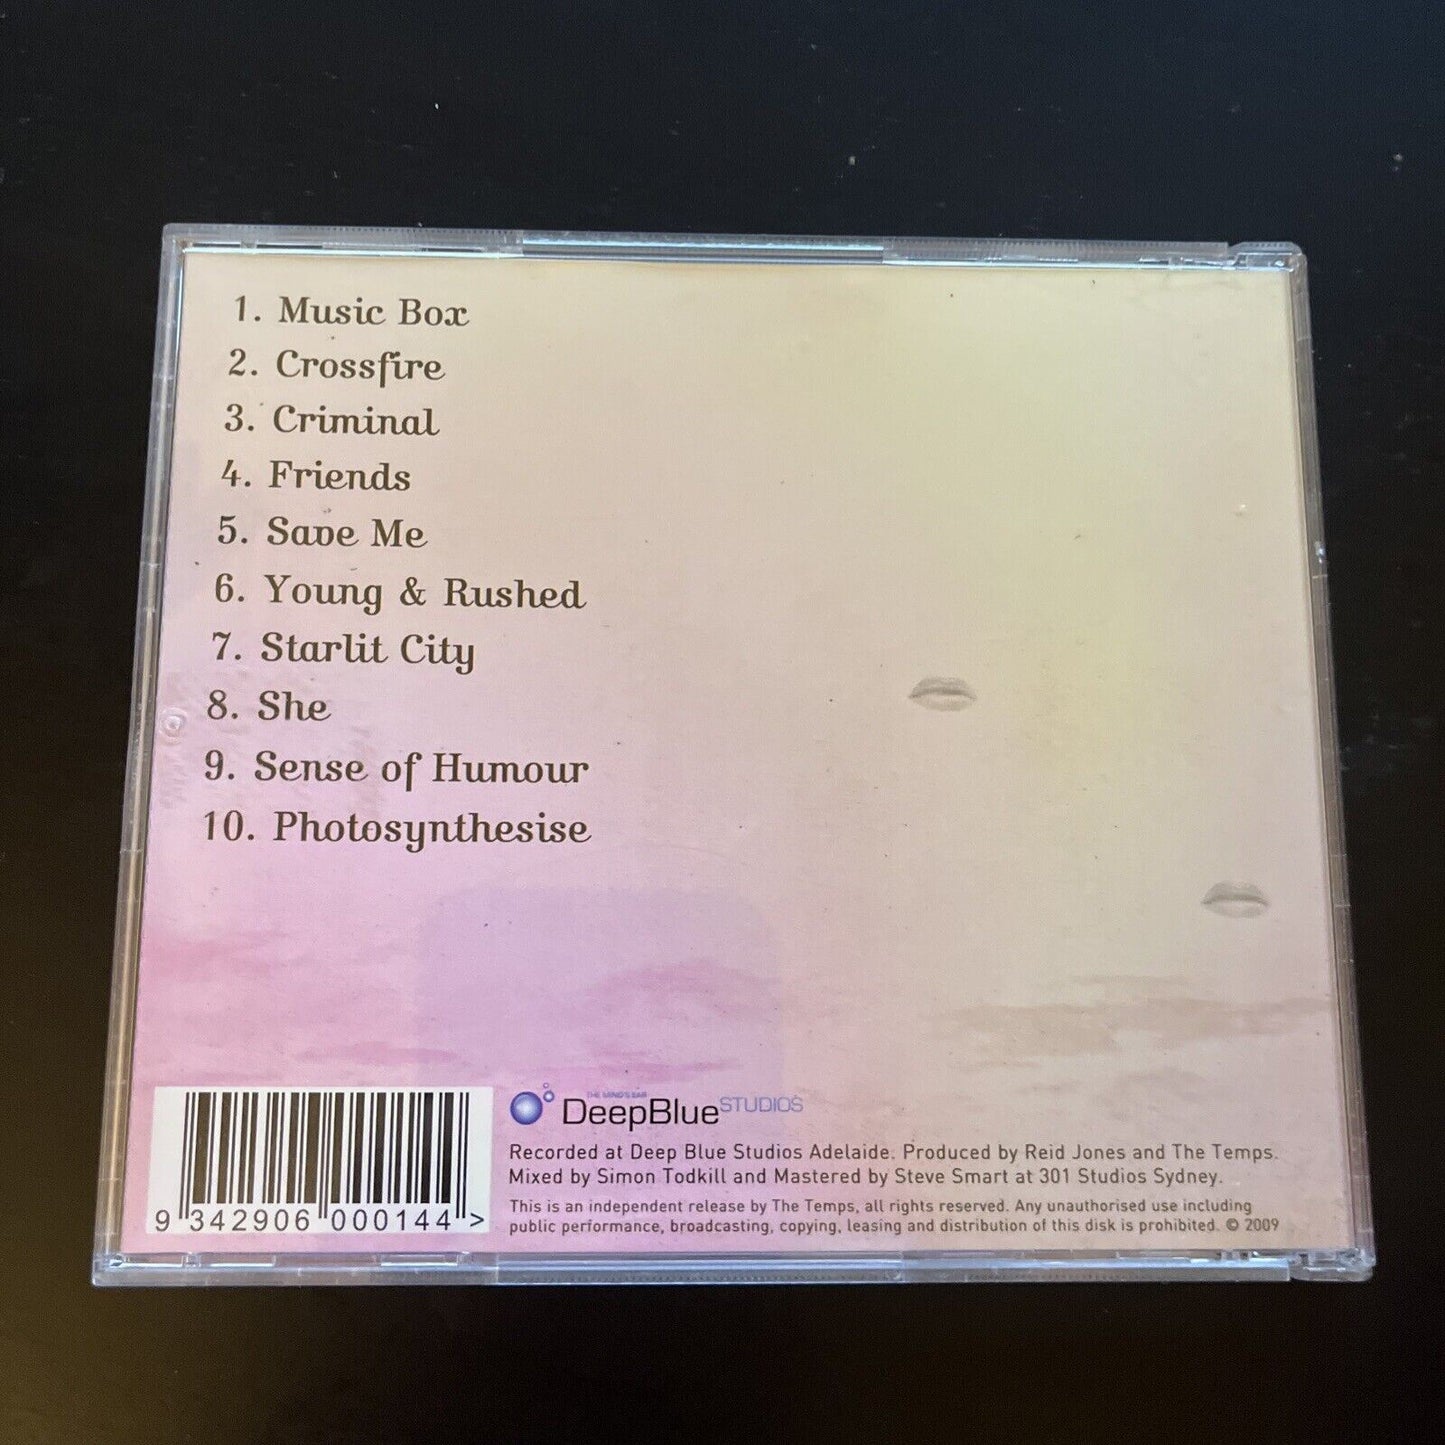 1. Music Box
2. Crossfire
3. Criminal
4. Friends
5. Save Me
6. Young & Rushed
7. Starlit City
8. She
9. Sense of Humour
10. Photosynthesise
THE MIND'S EAR
DeepBlue STUDIOS
Recorded at Deep Blue Studios Adelaide. Produced by Reid Jones and The Temps.
Mixed by Simon Todkill and Mastered by Steve Smart at 301 Studios Sydney.
This is an independent release by The Temps, all rights reserved. Any unauthorised use including
public performance, broadcasting, copying, leasing and distribution of this disk is prohibited. © 2009
9 342906 000144 >